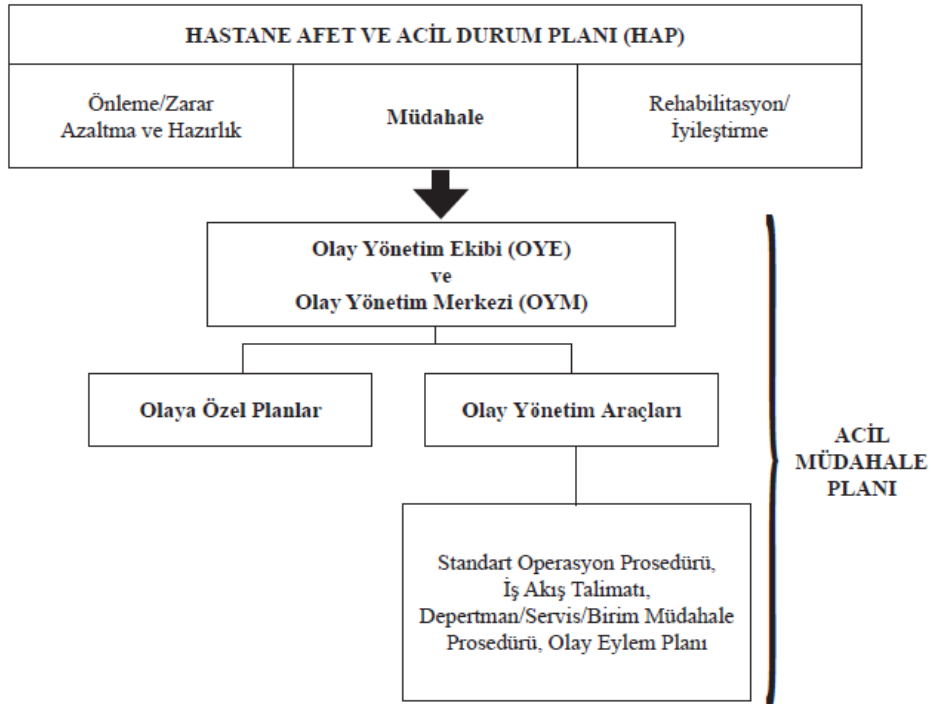 HASTANE AFET VE ACİL DURUM PLANI (HAP)
Önleme/Zarar
Azaltma ve Hazırlık
Müdahale
Rehabilitasyon/
İyileştirme
Olay Yönetim Ekibi (OYE)
ve
Olay Yönetim Merkezi (OYM)
Olaya Özel Planlar
Olay Yönetim Araçları
Standart Operasyon Prosedürü,
İş Akış Talimatı,
Depertman/Servis/Birim Müdahale
Prosedürü, Olay Eylem Planı
ACİL
MÜDAHALE
PLANI